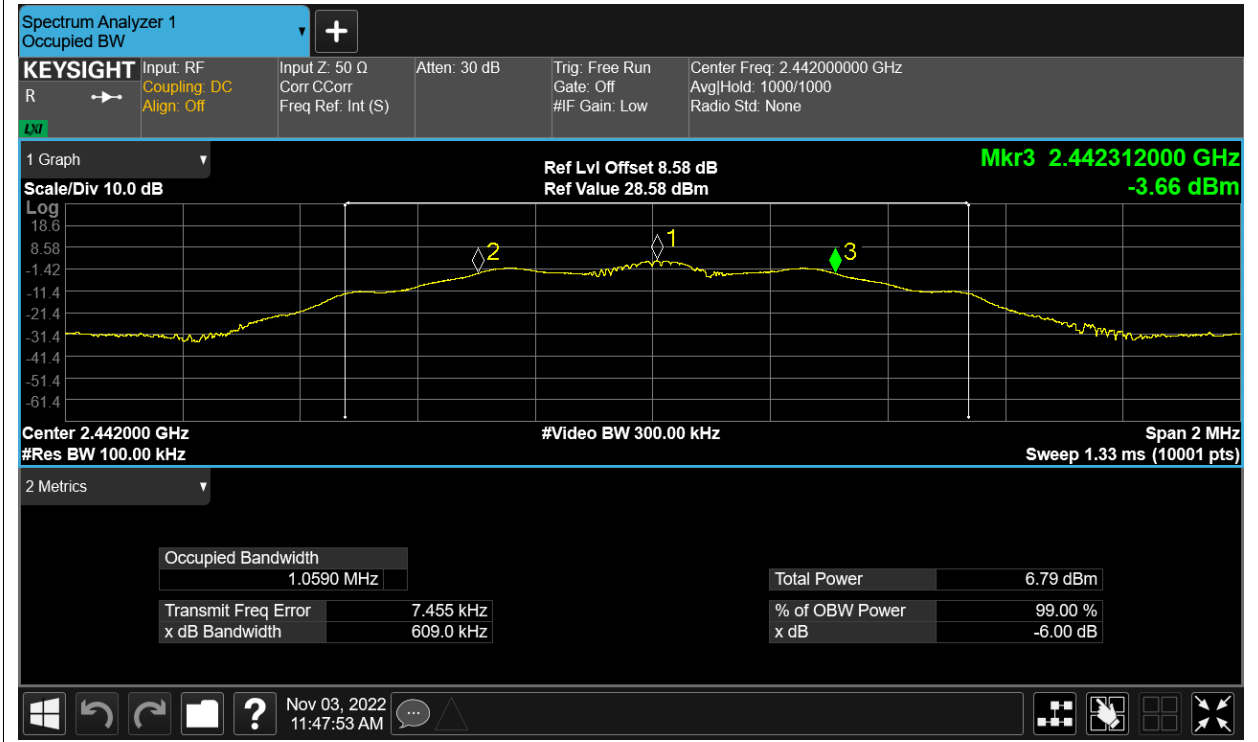 Spectrum Analyzer 1
Occupied BW
KEYSIGHT
R
LXI
Input: RF
Coupling: DC
Align: Off
Input Z: 50 Ω
Corr CCorr
Freq Ref: Int (S)
Atten: 30 dB
Trig: Free Run
Gate: Off
#IF Gain: Low
Center Freq: 2.442000000 GHz
Avg|Hold: 1000/1000
Radio Std: None
1 Graph
Scale/Div 10.0 dB
Ref Lvl Offset 8.58 dB
Ref Value 28.58 dBm
Mkr3 2.442312000 GHz
-3.66 dBm
Log
18.6
8.58
-1.42
-11.4
-21.4
-31.4
-41.4
-51.4
-61.4
2
1
3
Center 2.442000 GHz
#Res BW 100.00 kHz
#Video BW 300.00 kHz
Span 2 MHz
Sweep 1.33 ms (10001 pts)
2 Metrics
Occupied Bandwidth
1.0590 MHz
Transmit Freq Error 7.455 kHz
x dB Bandwidth 609.0 kHz
Total Power 6.79 dBm
% of OBW Power 99.00 %
x dB -6.00 dB
?
Nov 03, 2022
11:47:53 AM